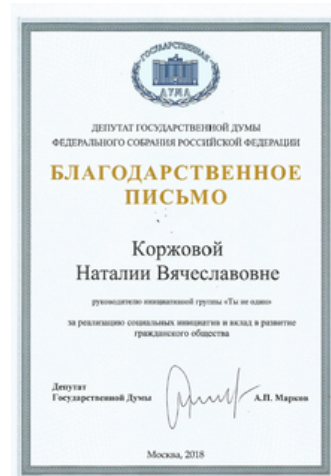 ГОСУДАРСТВЕННАЯ
ДУМА
ДЕПУТАТ ГОСУДАРСТВЕННОЙ ДУМЫ
ФЕДЕРАЛЬНОГО СОБРАНИЯ РОССИЙСКОЙ ФЕДЕРАЦИИ
БЛАГОДАРСТВЕННОЕ
ПИСЬМО
Коржовой
Наталии Вячеславовне
руководителю инициативной группы «Ты не один»
за реализацию социальных инициатив и вклад в развитие
гражданского общества
Депутат
Государственной Думы А.П. Марков
Москва, 2018